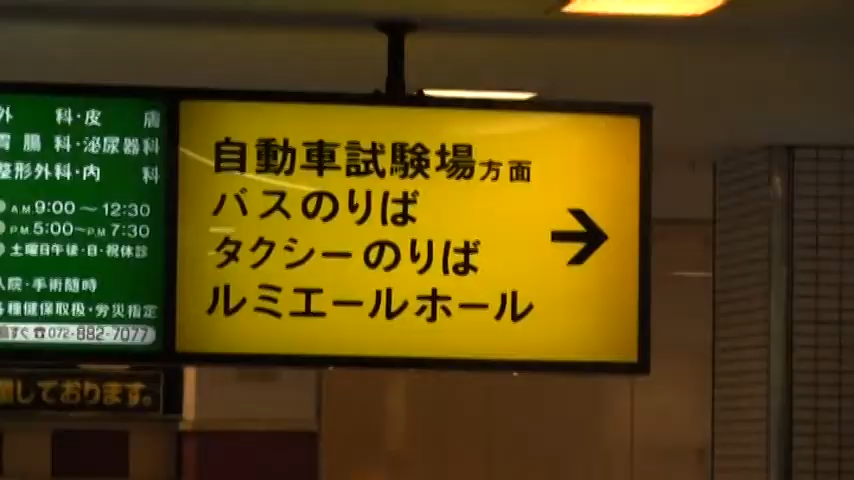 外　科・皮　膚
胃腸科・泌尿器科
整形外科・内　科
A.M.9:00～12:30
P.M.5:00～P.M.7:30
土曜日午後・日・祝休診
入院・手術随時
各種健保取扱・労災指定
すぐ☎072-882-7077
しております。
自動車試験場方面
バスのりば
タクシーのりば
ルミエールホール
→